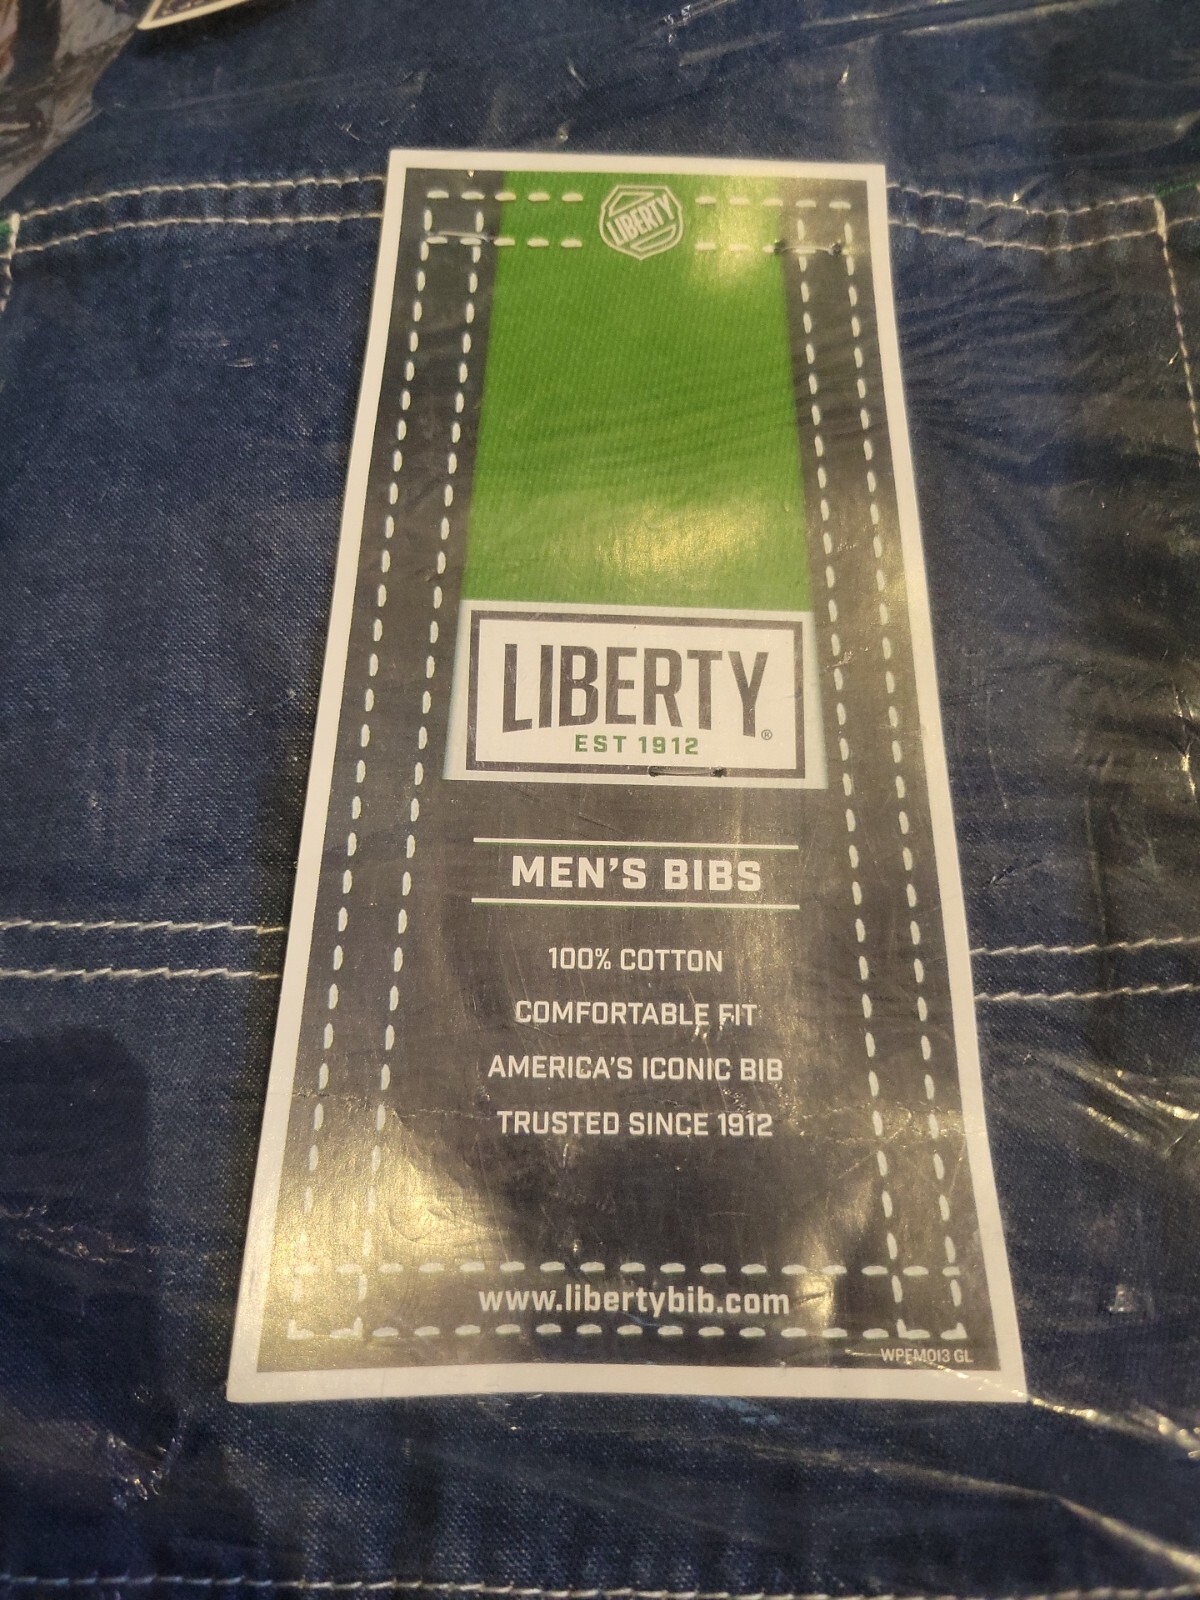 LIBERTY
LIBERTY®
EST 1912
MEN'S BIBS
100% COTTON
COMFORTABLE FIT
AMERICA'S ICONIC BIB
TRUSTED SINCE 1912
www.libertybib.com
WPFM013 GL